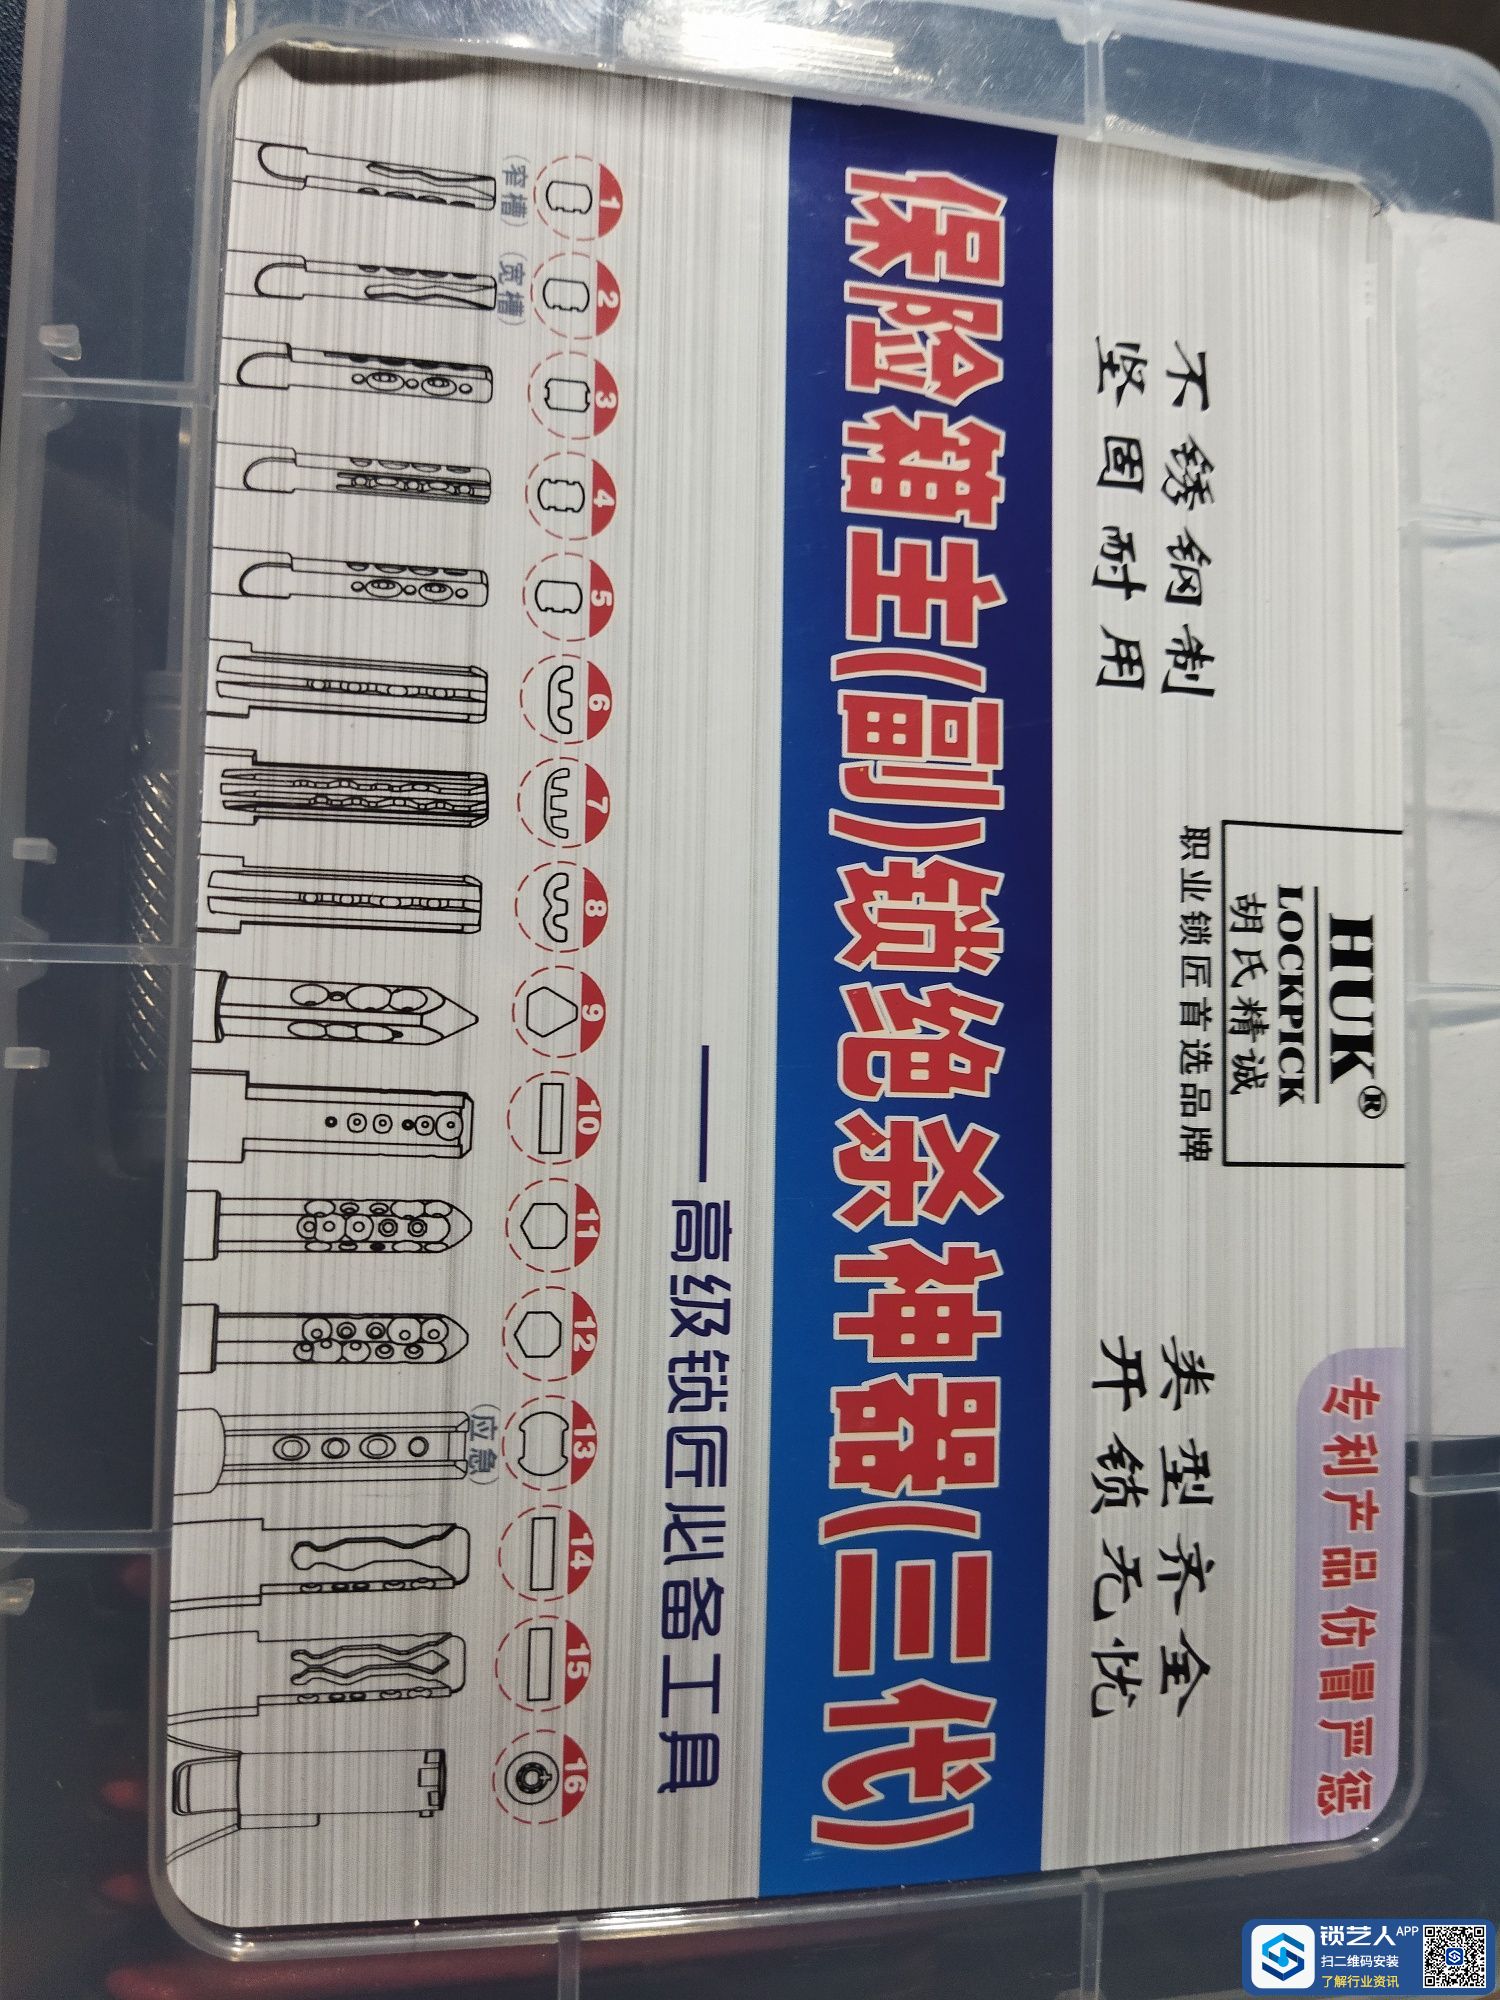 专利产品仿冒严惩
HUK®
LOCKPICK
胡氏精诚
职业锁匠首选品牌
不锈钢制
坚固耐用
类型齐全
开锁无忧
保险箱主(副)锁绝杀神器(三代)
——高级锁匠必备工具
1 2 3 4 5 6 7 8 9 10 11 12 13 14 15 16
(窄槽) (宽槽) (应急)
锁艺人APP
扫二维码安装
了解行业资讯